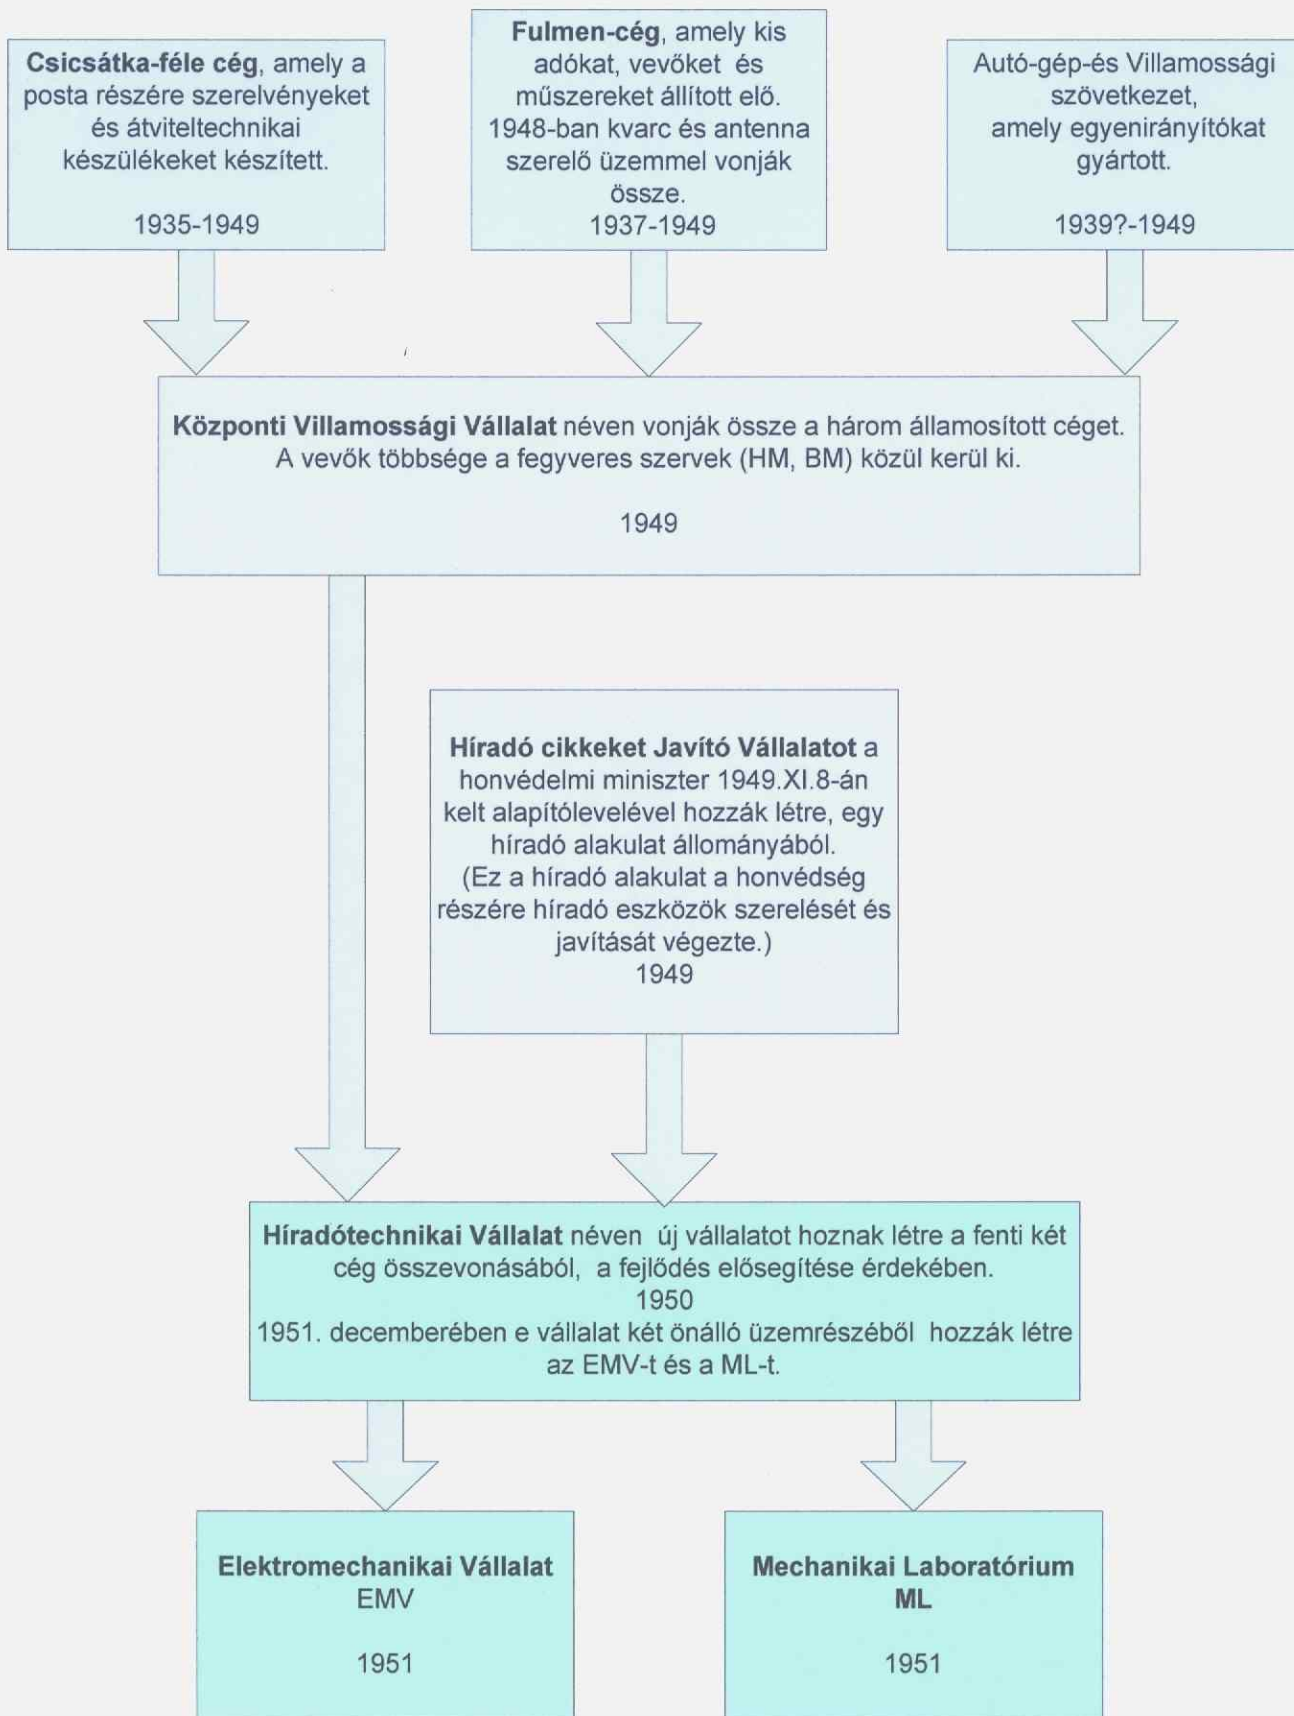 Csicsátka-féle cég, amely a
posta részére szerelvényeket
és átviteltechnikai
készülékeket készített.
1935-1949
Fulmen-cég, amely kis
adókat, vevőket és
műszereket állított elő.
1948-ban kvarc és antenna
szerelő üzemmel vonják
össze.
1937-1949
Autó-gép-és Villamossági
szövetkezet,
amely egyenirányítókat
gyártott.
1939?-1949
Központi Villamossági Vállalat néven vonják össze a három államosított céget.
A vevők többsége a fegyveres szervek (HM, BM) közül kerül ki.
1949
Híradó cikkeket Javító Vállalatot a
honvédelmi miniszter 1949.XI.8-án
kelt alapítólevelével hozzák létre, egy
híradó alakulat állományából.
(Ez a híradó alakulat a honvédség
részére híradó eszközök szerelését és
javítását végezte.)
1949
Híradótechnikai Vállalat néven új vállalatot hoznak létre a fenti két
cég összevonásából, a fejlődés elősegítése érdekében.
1950
1951. decemberében e vállalat két önálló üzemrészéből hozzák létre
az EMV-t és a ML-t.
Elektromechanikai Vállalat
EMV
1951
Mechanikai Laboratórium
ML
1951